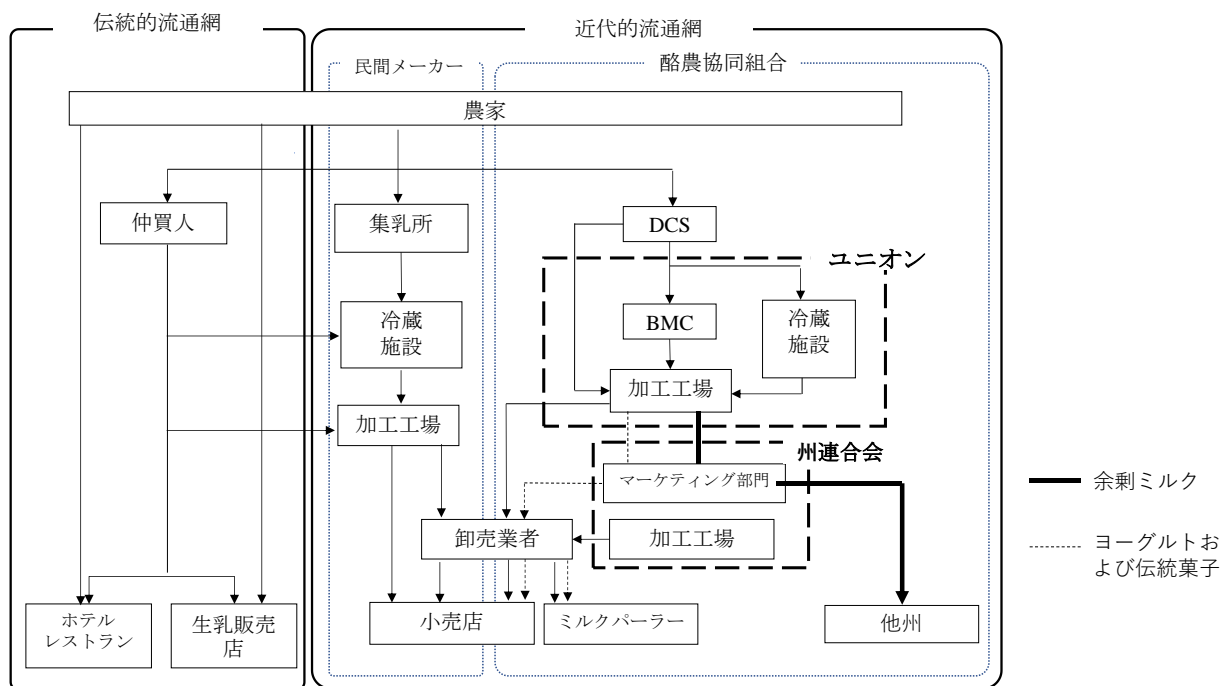 伝統的流通網
近代的流通網
民間メーカー
酪農協同組合
農家
仲買人
集乳所
DCS
ユニオン
冷蔵
施設
BMC
冷蔵
施設
加工工場
加工工場
州連合会
マーケティング部門
余剰ミルク
卸売業者
加工工場
ヨーグルトお
よび伝統菓子
ホテル
レストラン
生乳販売
店
小売店
ミルクパーラー
他州